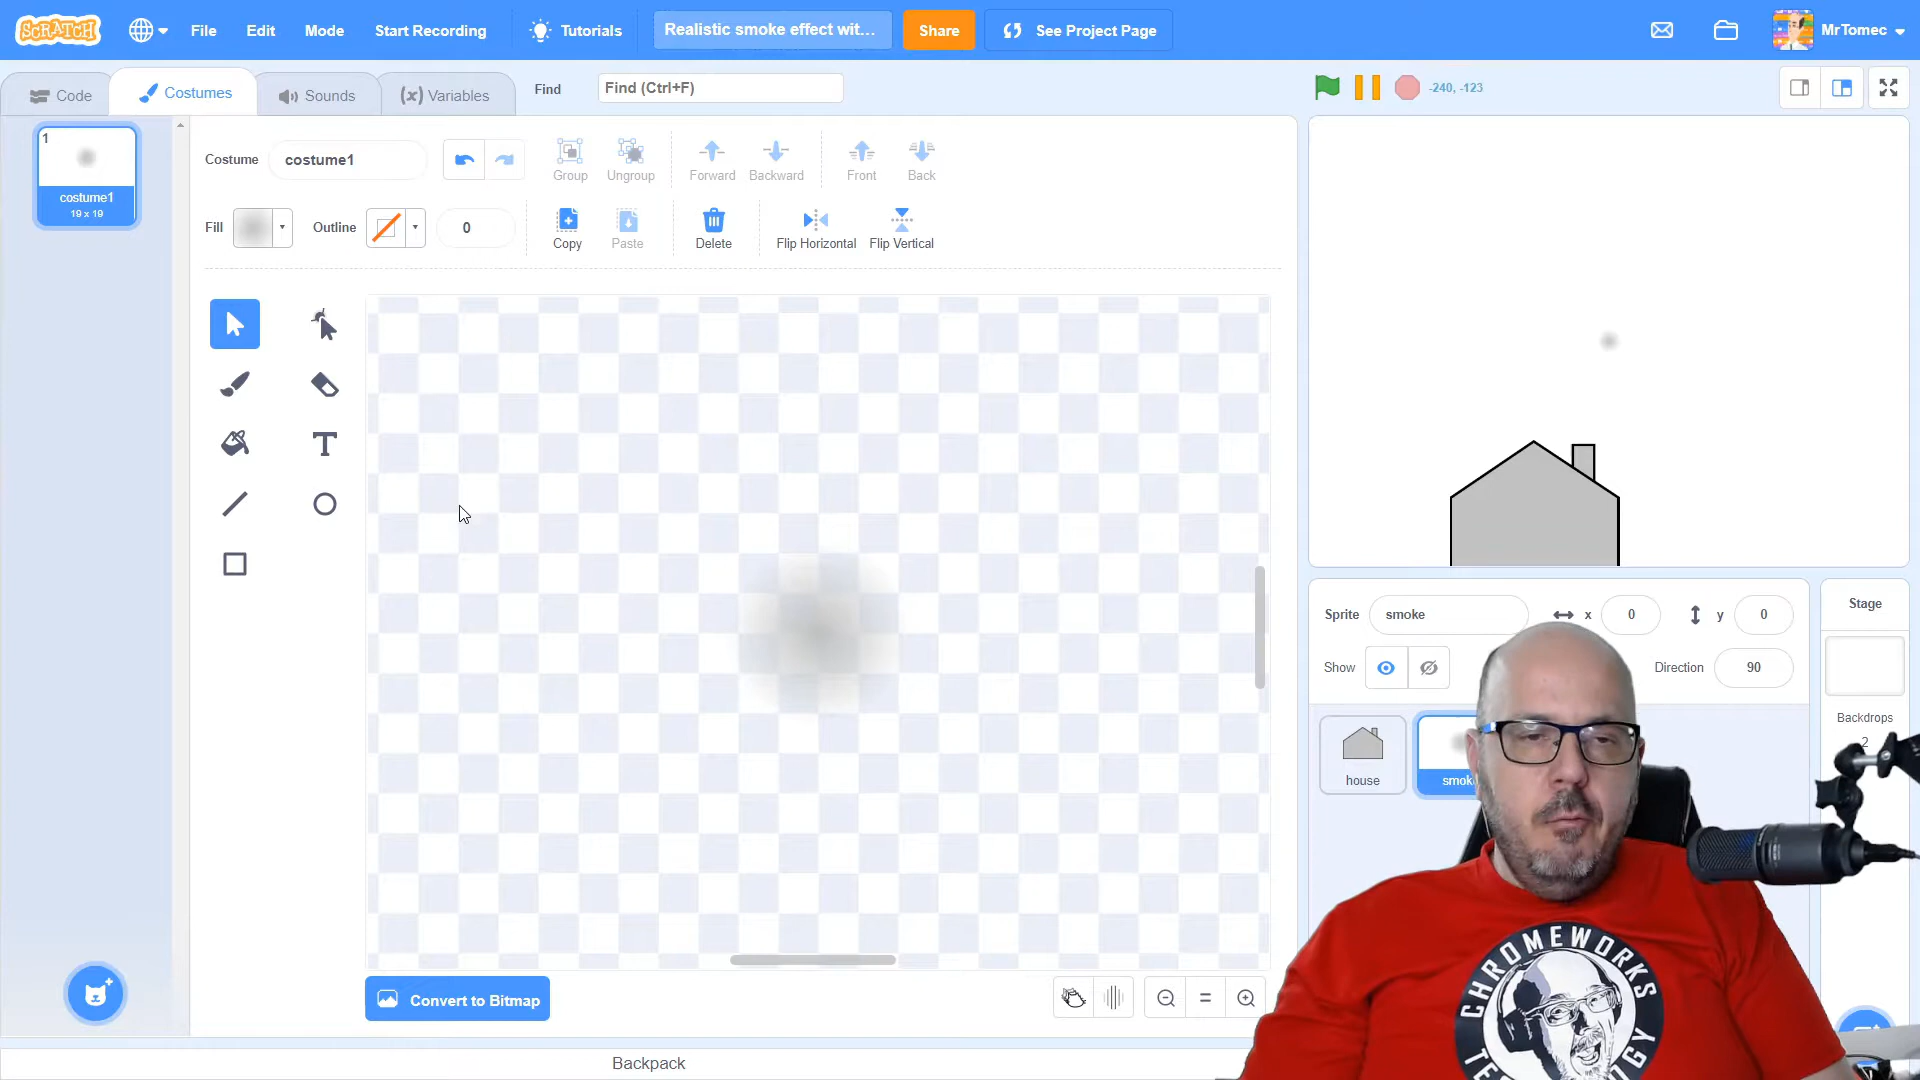 SCRATCH
File
Edit
Mode
Start Recording
Tutorials
Realistic smoke effect wit...
Share
See Project Page
MrTomec
Code
Costumes
Sounds
(x) Variables
Find
Find (Ctrl+F)
-240, -123
1
costume1
19 x 19
Costume
costume1
Group
Ungroup
Forward
Backward
Front
Back
Fill
Outline
0
Copy
Paste
Delete
Flip Horizontal
Flip Vertical
T
Convert to Bitmap
Backpack
Sprite
smoke
x
0
y
0
Show
Direction
90
house
smok
Stage
Backdrops
2
CHROMEWORKS